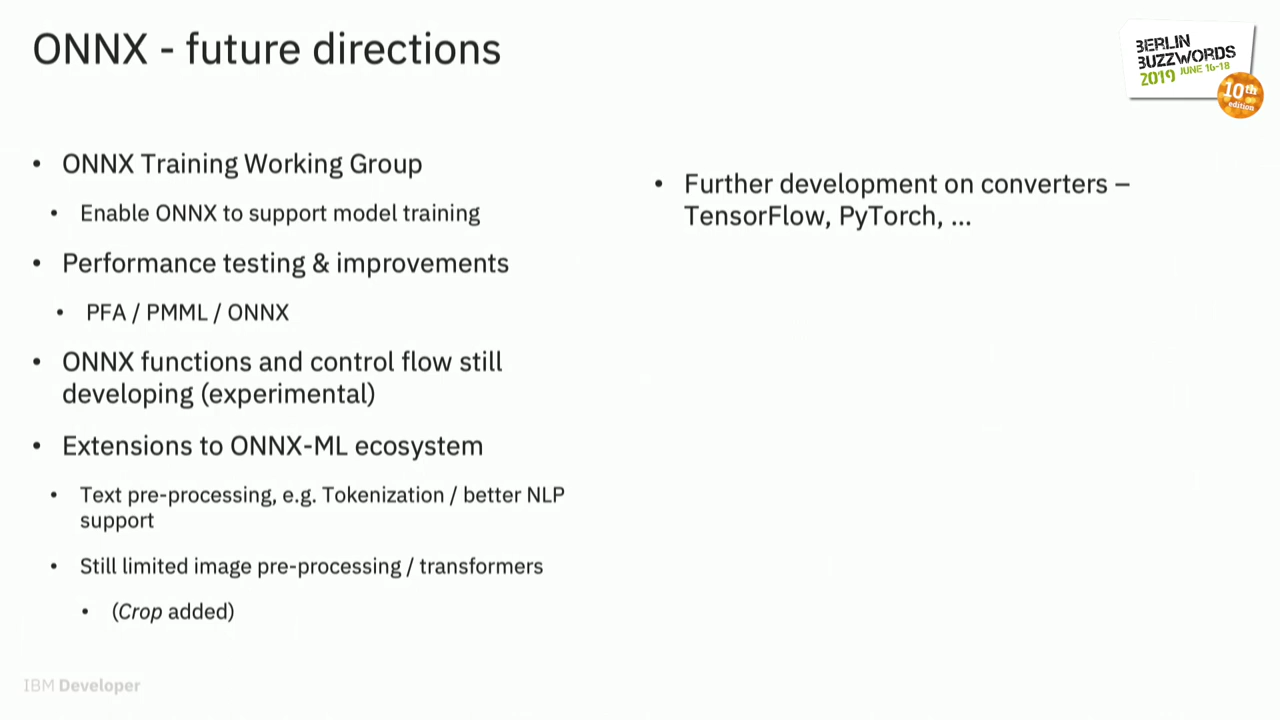 ONNX - future directions
BERLIN
BUZZWORDS
2019 JUNE 16-18
10th
edition
• ONNX Training Working Group
• Enable ONNX to support model training
• Performance testing & improvements
• PFA / PMML / ONNX
• ONNX functions and control flow still
developing (experimental)
• Extensions to ONNX-ML ecosystem
• Text pre-processing, e.g. Tokenization / better NLP
support
• Still limited image pre-processing / transformers
• (Crop added)
• Further development on converters –
TensorFlow, PyTorch, ...
IBM Developer